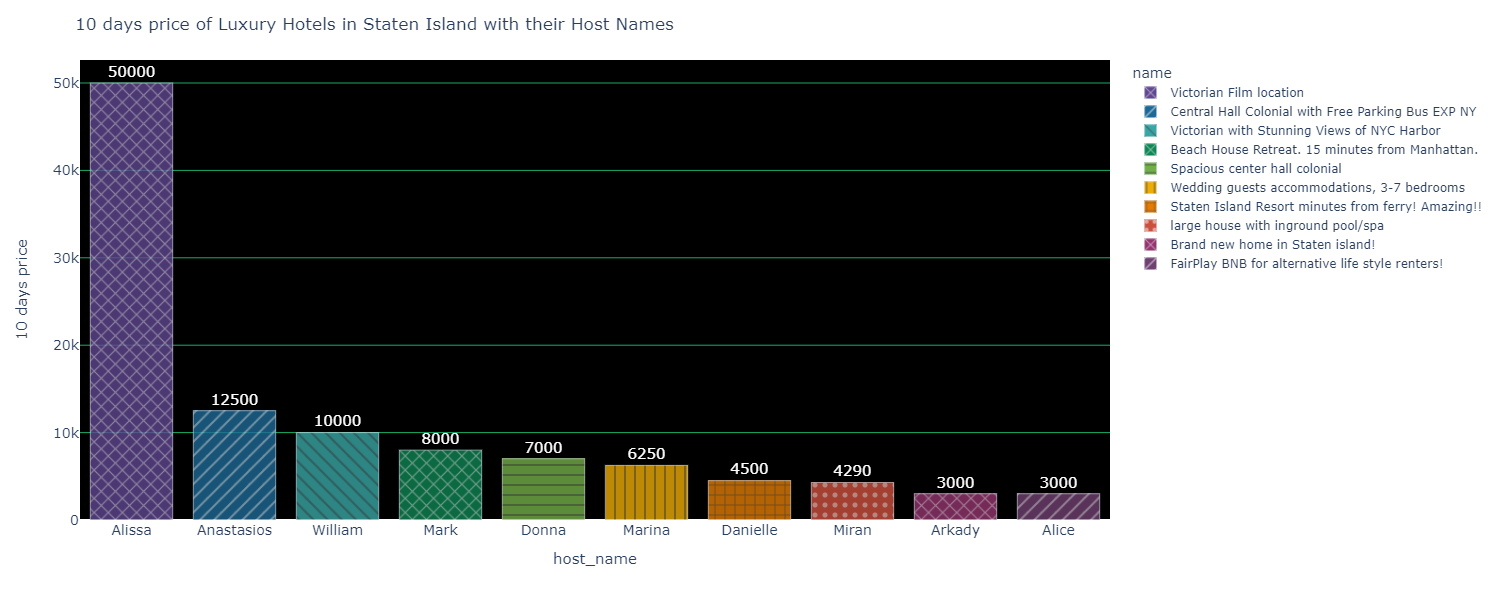 10 days price of Luxury Hotels in Staten Island with their Host Names
10 days price
50k
40k
30k
20k
10k
0
50000
12500
10000
8000
7000
6250
4500
4290
3000
3000
Alissa
Anastasios
William
Mark
Donna
Marina
Danielle
Miran
Arkady
Alice
host_name
name
Victorian Film location
Central Hall Colonial with Free Parking Bus EXP NY
Victorian with Stunning Views of NYC Harbor
Beach House Retreat. 15 minutes from Manhattan.
Spacious center hall colonial
Wedding guests accommodations, 3-7 bedrooms
Staten Island Resort minutes from ferry! Amazing!!
large house with inground pool/spa
Brand new home in Staten island!
FairPlay BNB for alternative life style renters!